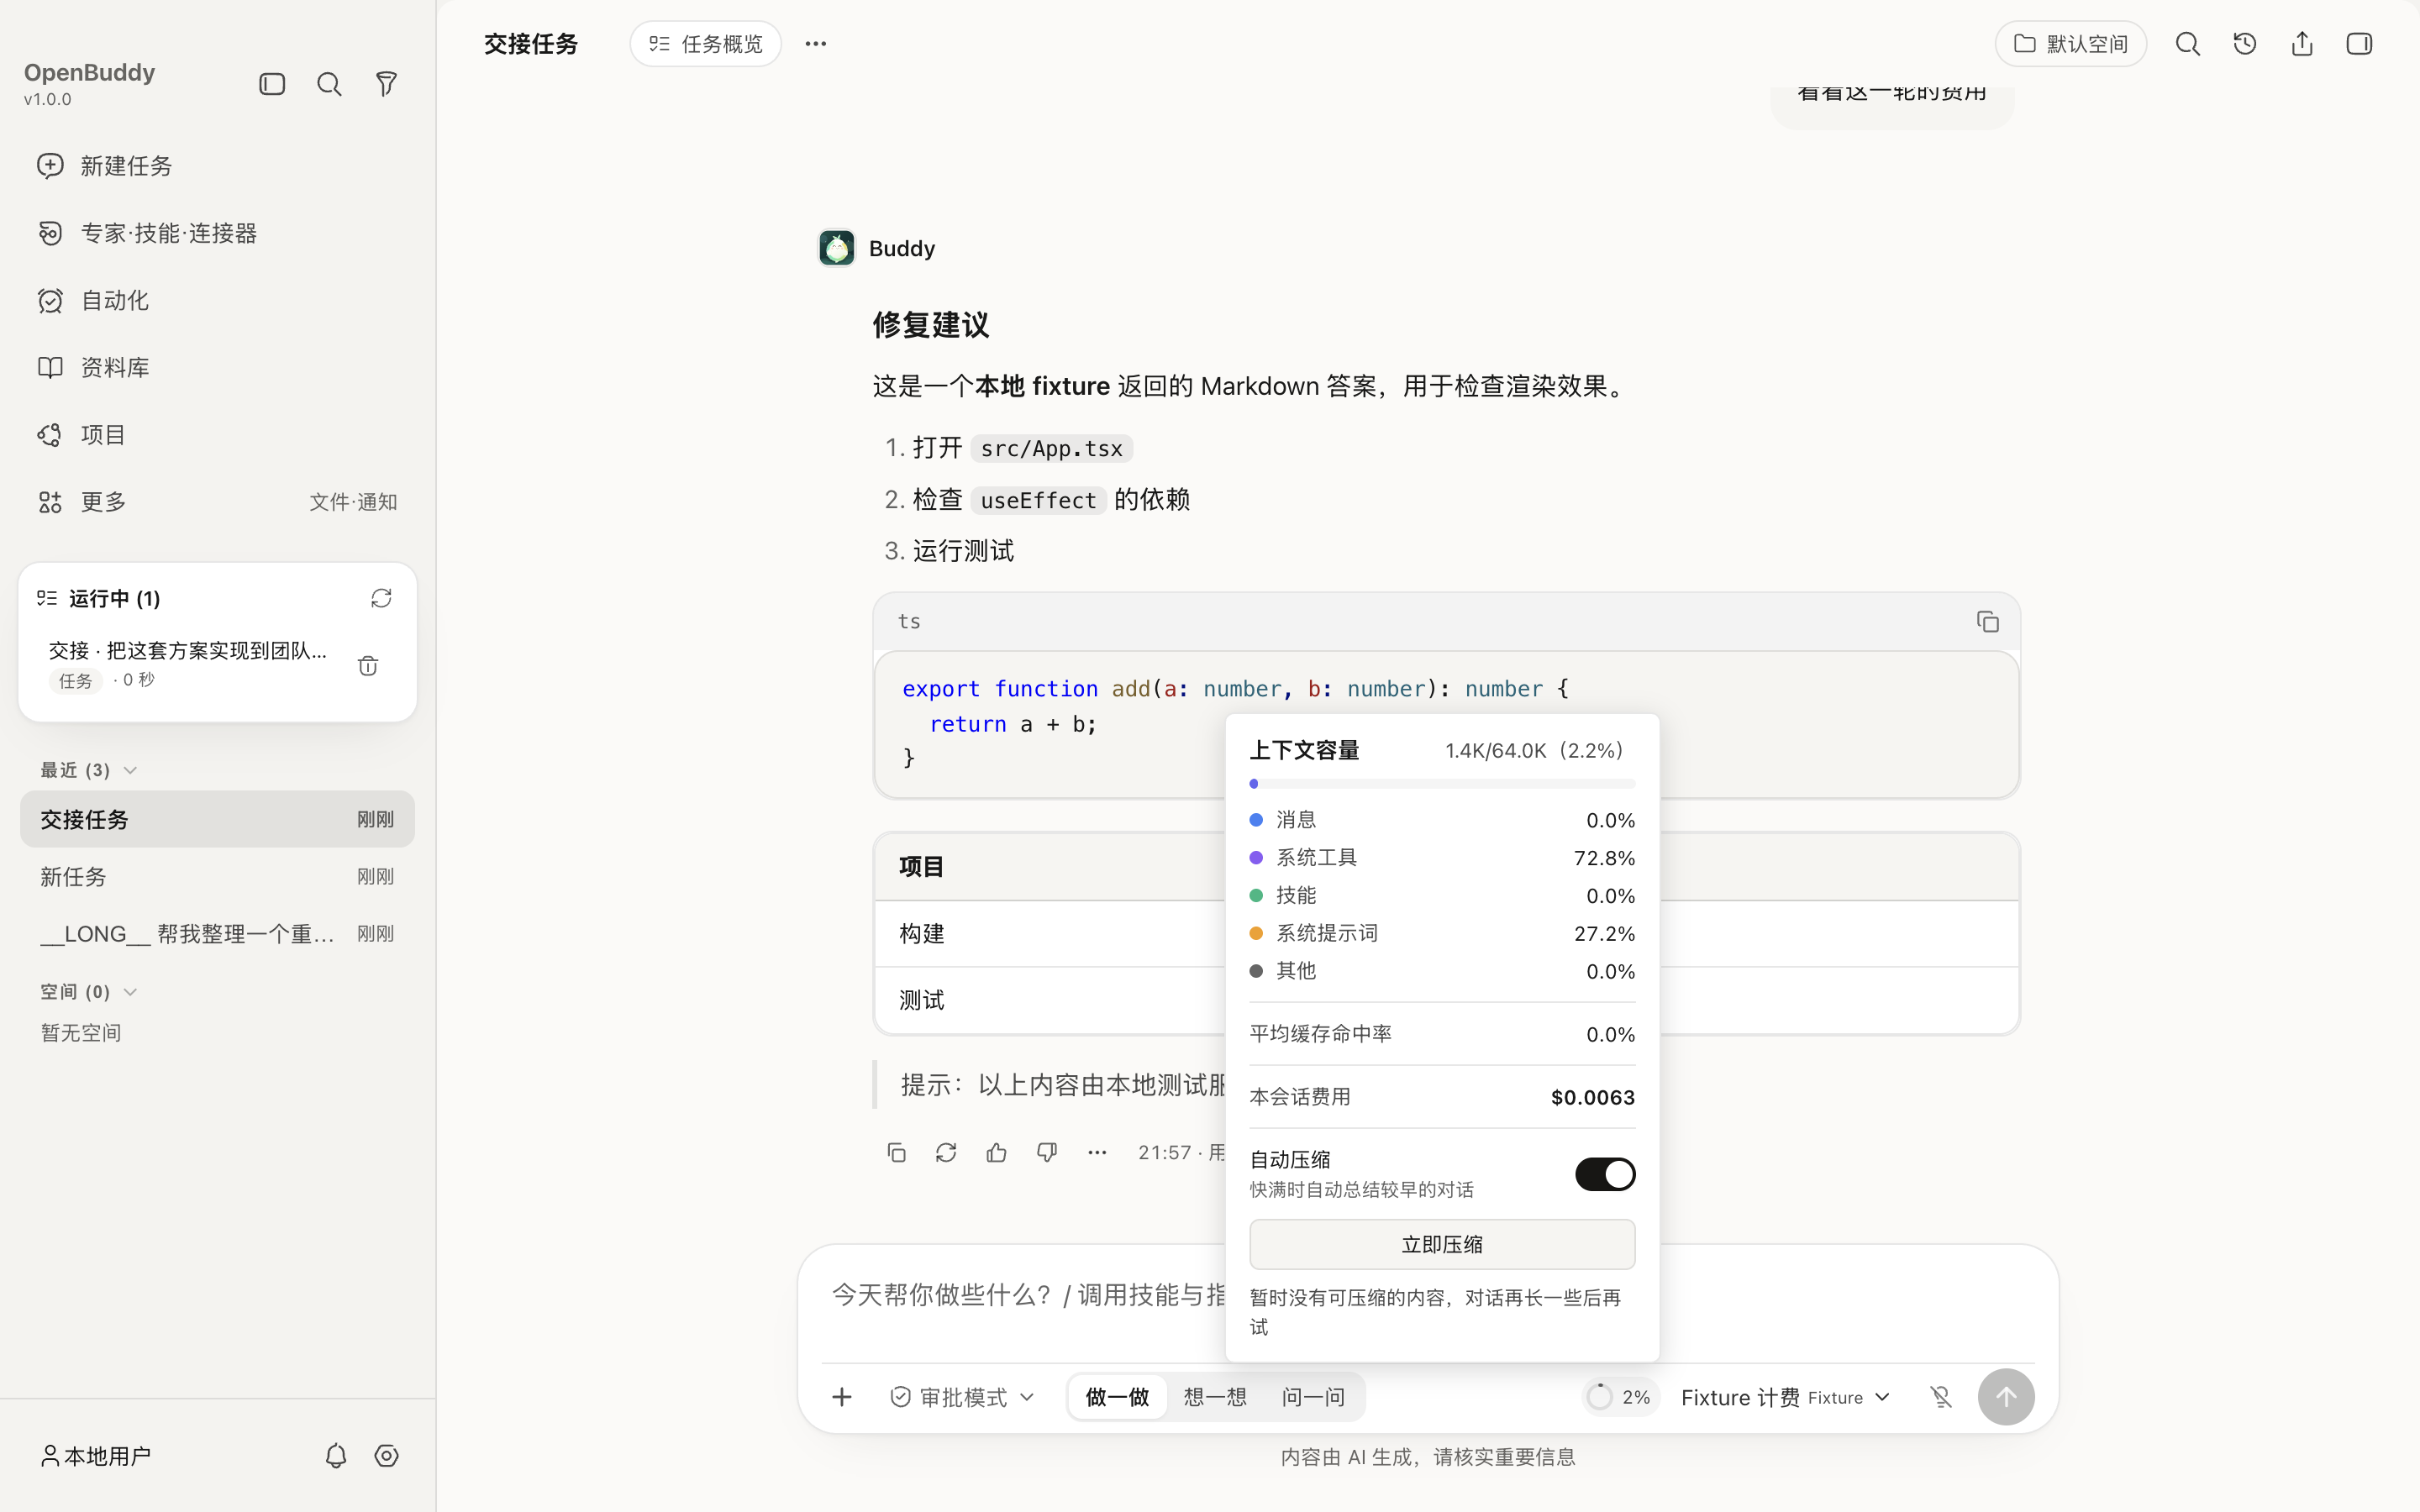 OpenBuddy
v1.0.0
新建任务
专家·技能·连接器
自动化
资料库
项目
更多
文件·通知
运行中 (1)
交接 · 把这套方案实现到团队...
任务 · 0 秒
最近 (3)
交接任务 刚刚
新任务 刚刚
__LONG__ 帮我整理一个重... 刚刚
空间 (0)
暂无空间
本地用户
交接任务
任务概览
默认空间
看看这一轮的费用
Buddy
修复建议
这是一个本地 fixture 返回的 Markdown 答案，用于检查渲染效果。
1. 打开 src/App.tsx
2. 检查 useEffect 的依赖
3. 运行测试
ts
export function add(a: number, b: number): number {
  return a + b;
}
项目
构建
测试
提示：以上内容由本地测试服
21:57 · 用
上下文容量 1.4K/64.0K（2.2%）
消息 0.0%
系统工具 72.8%
技能 0.0%
系统提示词 27.2%
其他 0.0%
平均缓存命中率 0.0%
本会话费用 $0.0063
自动压缩
快满时自动总结较早的对话
立即压缩
暂时没有可压缩的内容，对话再长一些后再
试
今天帮你做些什么？/ 调用技能与指
审批模式
做一做 想一想 问一问
2%
Fixture 计费 Fixture
内容由 AI 生成，请核实重要信息